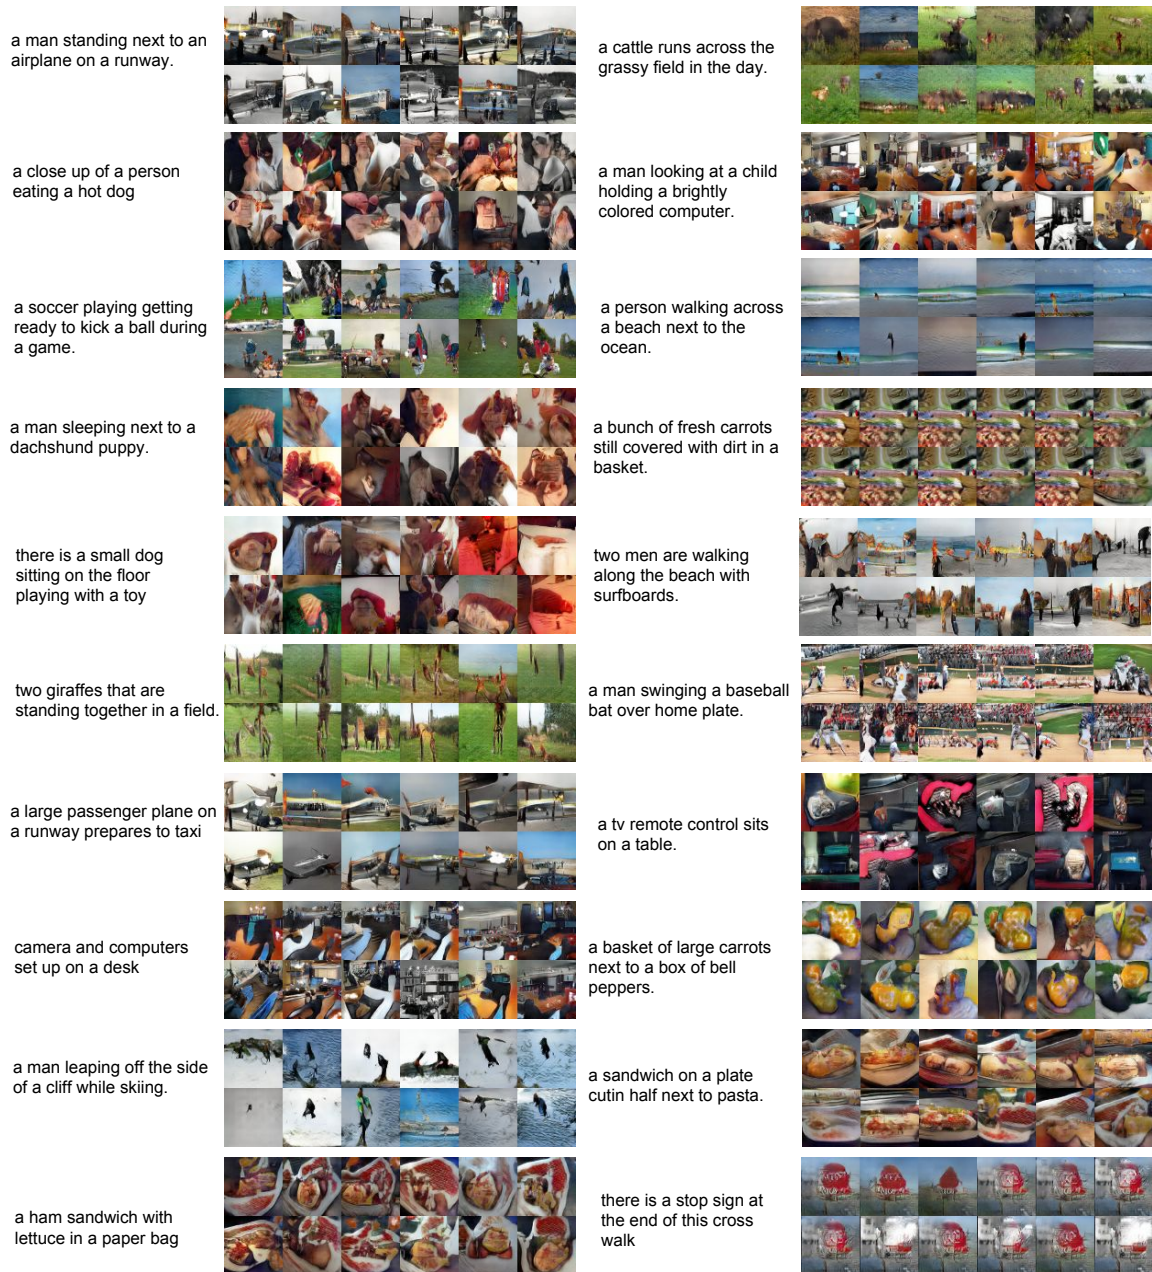 a man standing next to an
airplane on a runway.
a cattle runs across the
grassy field in the day.
a close up of a person
eating a hot dog
a man looking at a child
holding a brightly
colored computer.
a soccer playing getting
ready to kick a ball during
a game.
a person walking across
a beach next to the
ocean.
a man sleeping next to a
dachshund puppy.
a bunch of fresh carrots
still covered with dirt in a
basket.
there is a small dog
sitting on the floor
playing with a toy
two men are walking
along the beach with
surfboards.
two giraffes that are
standing together in a field.
a man swinging a baseball
bat over home plate.
a large passenger plane on
a runway prepares to taxi
a tv remote control sits
on a table.
camera and computers
set up on a desk
a basket of large carrots
next to a box of bell
peppers.
a man leaping off the side
of a cliff while skiing.
a sandwich on a plate
cutin half next to pasta.
a ham sandwich with
lettuce in a paper bag
there is a stop sign at
the end of this cross
walk